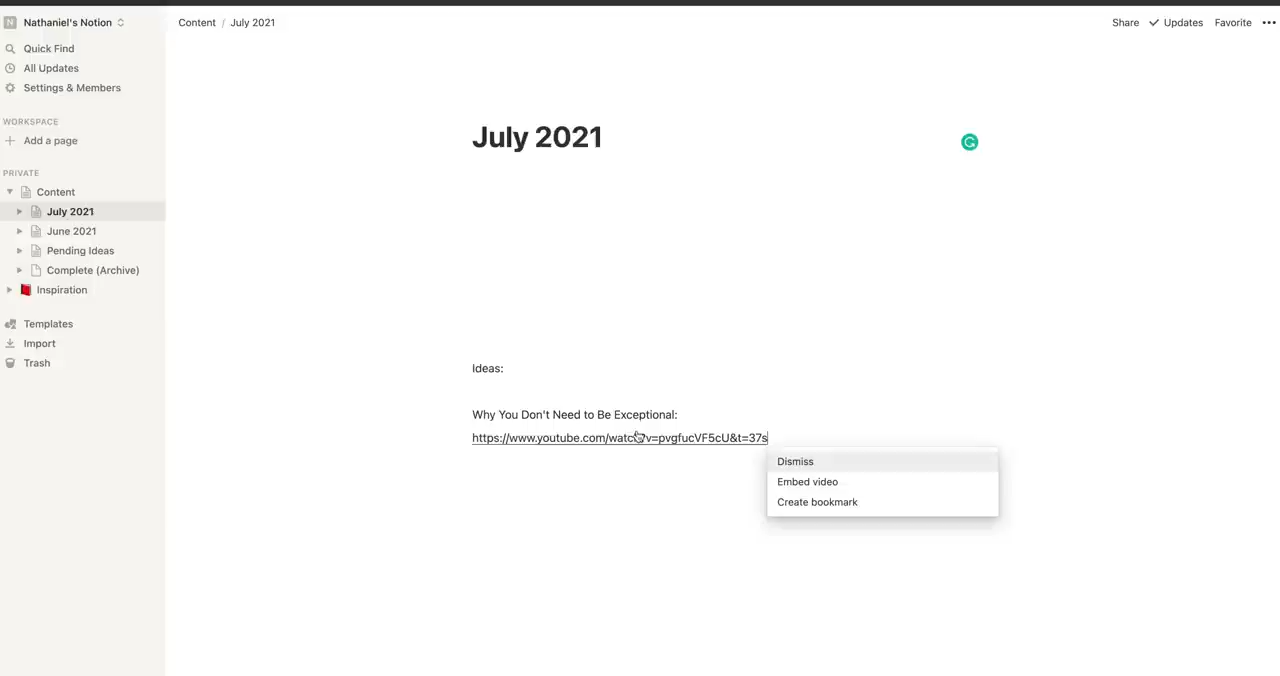 N Nathaniel's Notion
Content / July 2021
Share ✓ Updates Favorite •••
Quick Find
All Updates
Settings & Members
WORKSPACE
+ Add a page
PRIVATE
Content
July 2021
June 2021
Pending Ideas
Complete (Archive)
Inspiration
Templates
Import
Trash
July 2021
Ideas:
Why You Don't Need to Be Exceptional:
https://www.youtube.com/watch?v=pvgfucVF5cU&t=37s
Dismiss
Embed video
Create bookmark